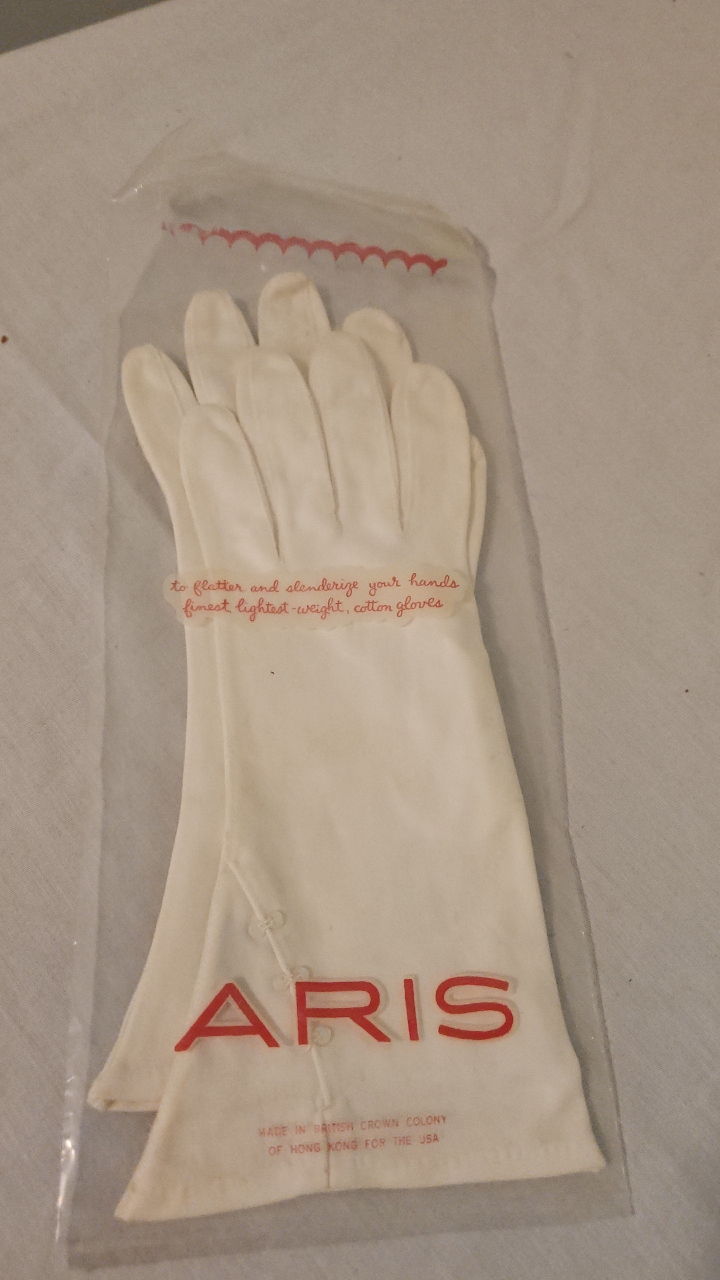 to flatter and slenderize your hands
finest lightest-weight, cotton gloves
ARIS
MADE IN BRITISH CROWN COLONY
OF HONG KONG FOR THE USA